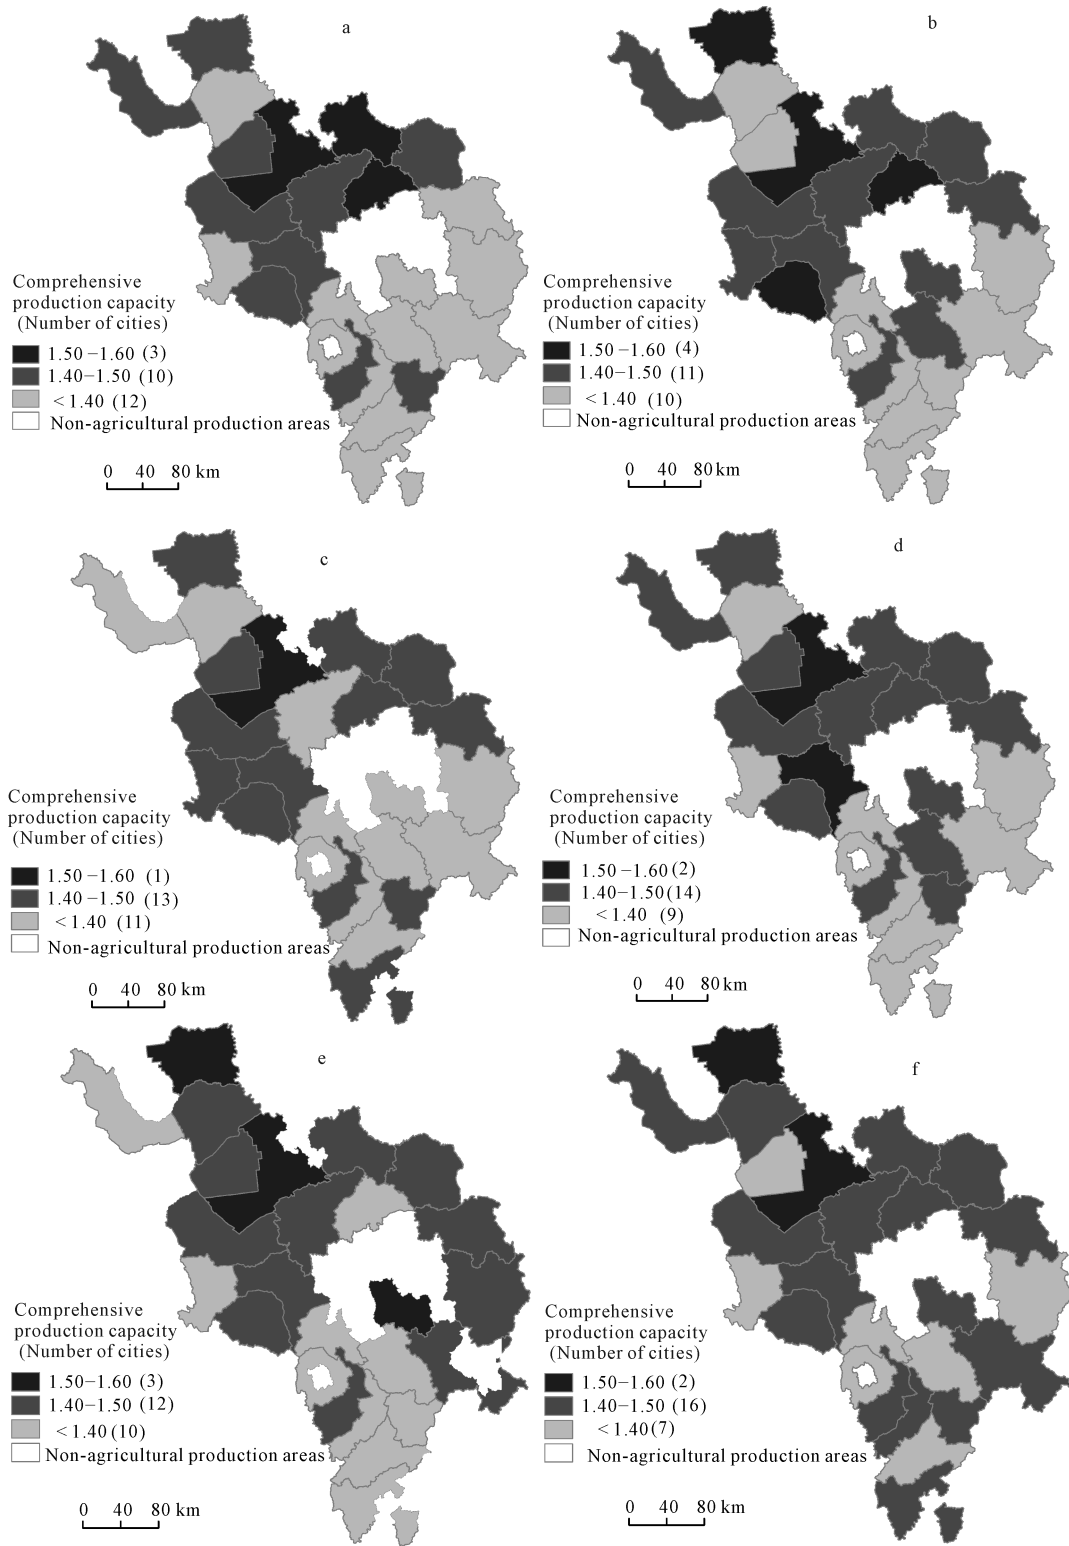 a
Comprehensive
production capacity
(Number of cities)
1.50−1.60 (3)
1.40−1.50 (10)
<1.40 (12)
Non-agricultural production areas
0 40 80 km
b
Comprehensive
production capacity
(Number of cities)
1.50−1.60 (4)
1.40−1.50 (11)
<1.40 (10)
Non-agricultural production areas
0 40 80 km
c
Comprehensive
production capacity
(Number of cities)
1.50−1.60 (1)
1.40−1.50 (13)
<1.40 (11)
Non-agricultural production areas
0 40 80 km
d
Comprehensive
production capacity
(Number of cities)
1.50−1.60 (2)
1.40−1.50 (14)
<1.40 (9)
Non-agricultural production areas
0 40 80 km
e
Comprehensive
production capacity
(Number of cities)
1.50−1.60 (3)
1.40−1.50 (12)
<1.40 (10)
Non-agricultural production areas
0 40 80 km
f
Comprehensive
production capacity
(Number of cities)
1.50−1.60 (2)
1.40−1.50 (16)
<1.40 (7)
Non-agricultural production areas
0 40 80 km